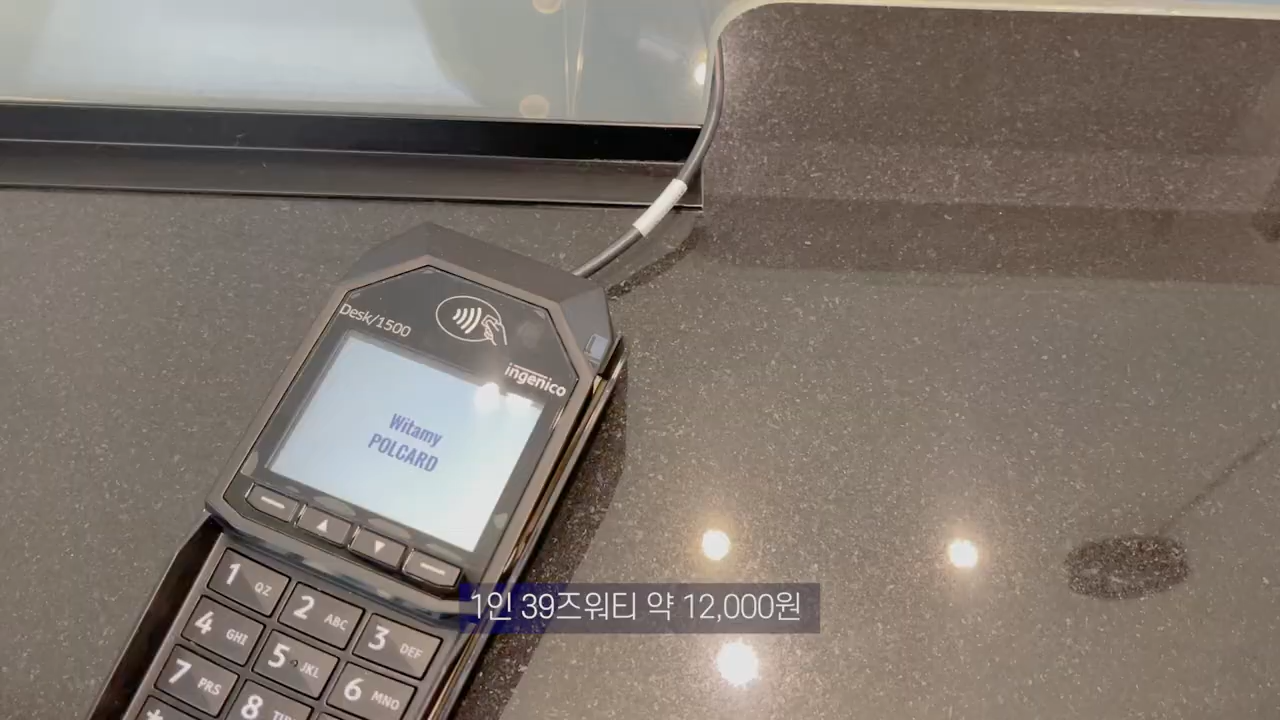 Desk/1500
ingenico
Witamy
POLCARD
1 QZ
2 ABC
3 DEF
4 GHI
5 JKL
6 MNO
7 PRS
8
*
1인 39즈워티 약 12,000원